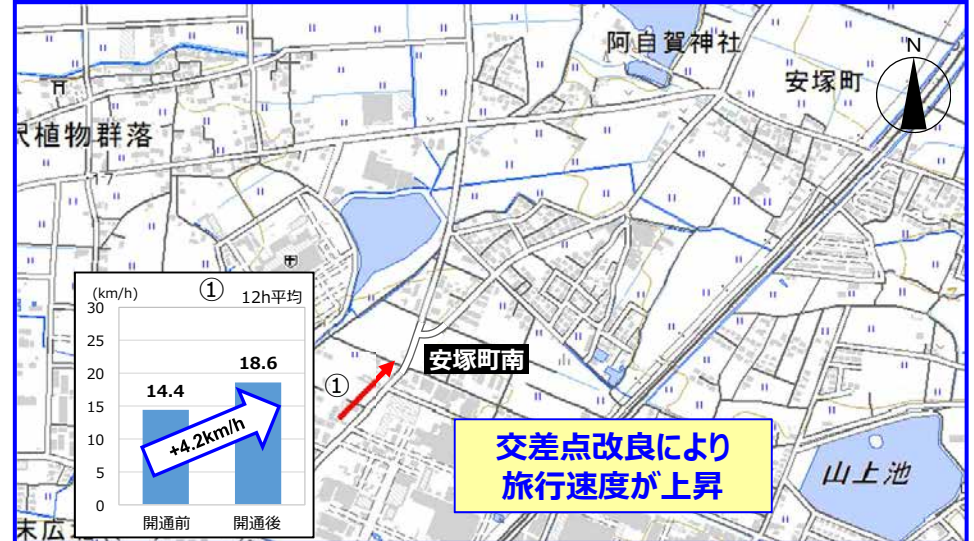 阿自賀神社
N
安塚町
沢植物群落
(km/h)
①
12h平均
30
25
20
15
10
5
0
14.4
18.6
+4.2km/h
開通前
開通後
①
安塚町南
交差点改良により
旅行速度が上昇
山上池
末広